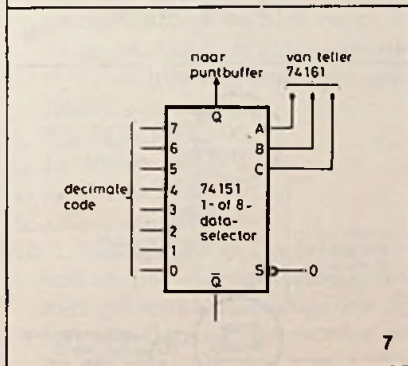 naar
puntbuffer
van teller
74161
Q
7
6
5
4
3
2
1
0
decimale
code
74151
1-of 8-
data-
selector
A
B
C
S
0
Q̅
7